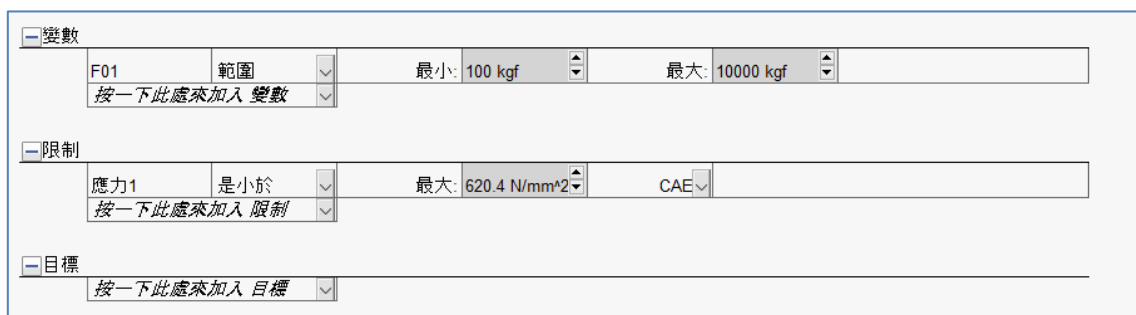 變數
F01 範圍 最小: 100 kgf 最大: 10000 kgf
按一下此處來加入 變數
限制
應力1 是小於 最大: 620.4 N/mm^2 CAE
按一下此處來加入 限制
目標
按一下此處來加入 目標